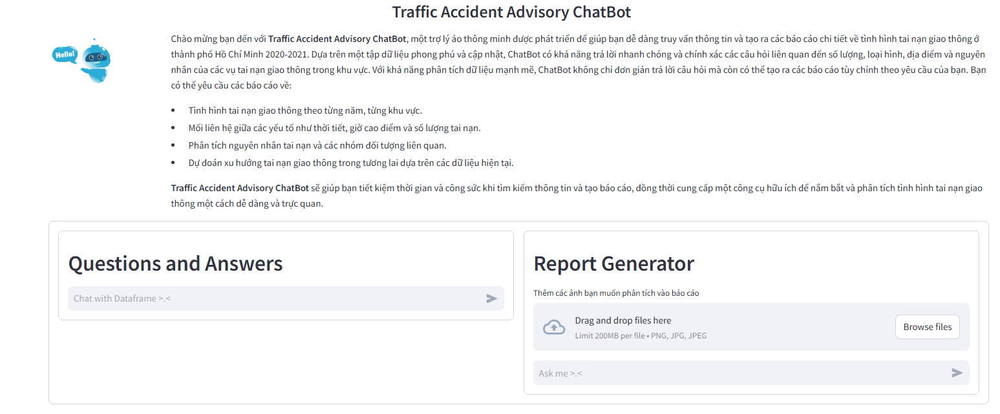 Traffic Accident Advisory ChatBot
Hello!
Chào mừng bạn đến với Traffic Accident Advisory ChatBot, một trợ lý ảo thông minh được phát triển để giúp bạn dễ dàng truy vấn thông tin và tạo ra các báo cáo chi tiết về tình hình tai nạn giao thông ở
thành phố Hồ Chí Minh 2020-2021. Dựa trên một tập dữ liệu phong phú và cập nhật, ChatBot có khả năng trả lời nhanh chóng và chính xác các câu hỏi liên quan đến số lượng, loại hình, địa điểm và nguyên
nhân của các vụ tai nạn giao thông trong khu vực. Với khả năng phân tích dữ liệu mạnh mẽ, ChatBot không chỉ đơn giản trả lời câu hỏi mà còn có thể tạo ra các báo cáo tùy chỉnh theo yêu cầu của bạn. Bạn
có thể yêu cầu các báo cáo về:
• Tình hình tai nạn giao thông theo từng năm, từng khu vực.
• Mối liên hệ giữa các yếu tố như thời tiết, giờ cao điểm và số lượng tai nạn.
• Phân tích nguyên nhân tai nạn và các nhóm đối tượng liên quan.
• Dự đoán xu hướng tai nạn giao thông trong tương lai dựa trên các dữ liệu hiện tại.
Traffic Accident Advisory ChatBot sẽ giúp bạn tiết kiệm thời gian và công sức khi tìm kiếm thông tin và tạo báo cáo, đồng thời cung cấp một công cụ hữu ích để nắm bắt và phân tích tình hình tai nạn giao
thông một cách dễ dàng và trực quan.
Questions and Answers
Chat with Dataframe >.<
Report Generator
Thêm các ảnh bạn muốn phân tích vào báo cáo
Drag and drop files here
Limit 200MB per file • PNG, JPG, JPEG
Browse files
Ask me >.<